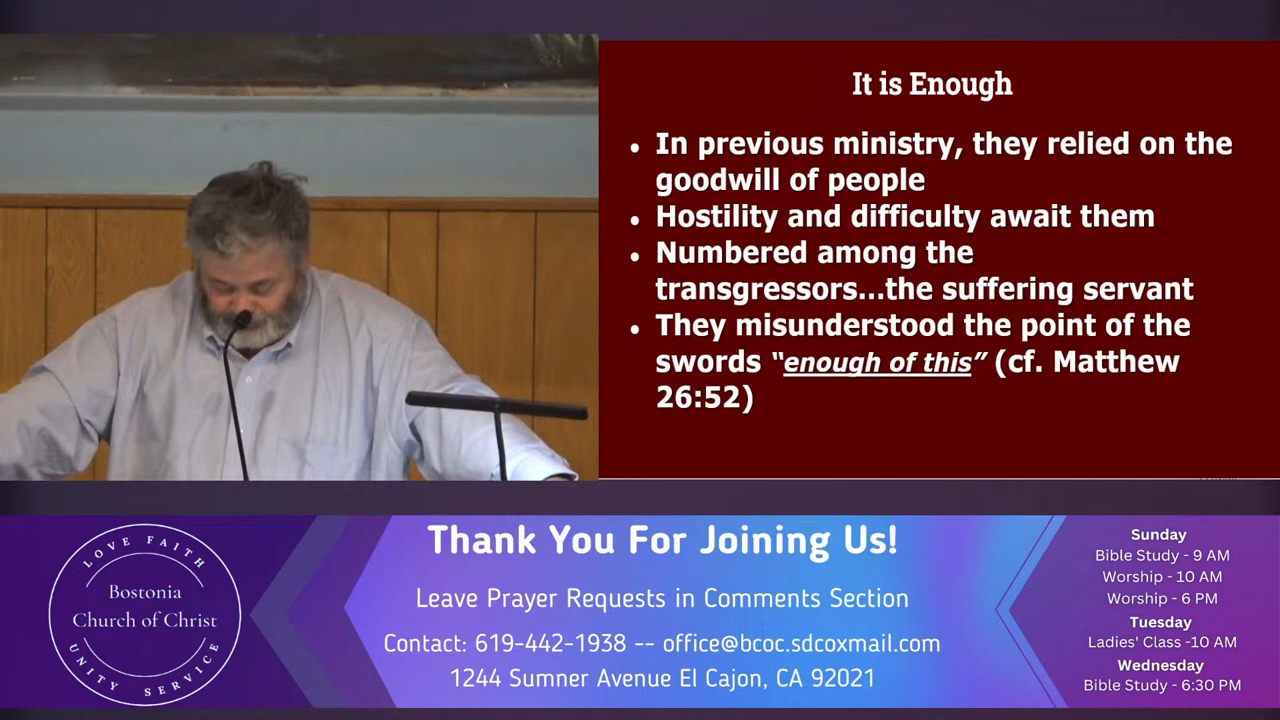 It is Enough
• In previous ministry, they relied on the
goodwill of people
• Hostility and difficulty await them
• Numbered among the
transgressors...the suffering servant
• They misunderstood the point of the
swords “enough of this” (cf. Matthew
26:52)
LOVE FAITH
Bostonia
Church of Christ
UNITY SERVICE
Thank You For Joining Us!
Leave Prayer Requests in Comments Section
Contact: 619-442-1938 -- office@bcoc.sdcoxmail.com
1244 Sumner Avenue El Cajon, CA 92021
Sunday
Bible Study - 9 AM
Worship - 10 AM
Worship - 6 PM
Tuesday
Ladies' Class -10 AM
Wednesday
Bible Study - 6:30 PM